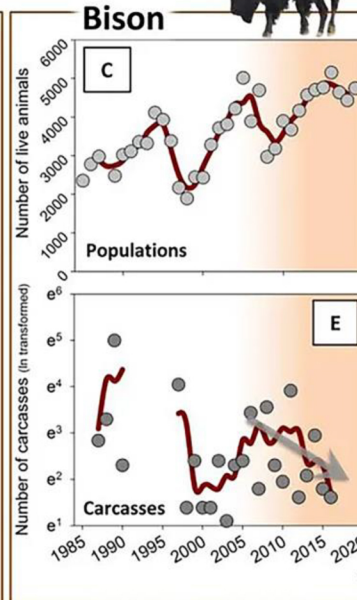 Bison
C
Number of live animals
6000
5000
4000
3000
2000
1000
0
Populations
E
Number of carcasses (ln transformed)
e⁶
e⁵
e⁴
e³
e²
e¹
Carcasses
1985
1990
1995
2000
2005
2010
2015